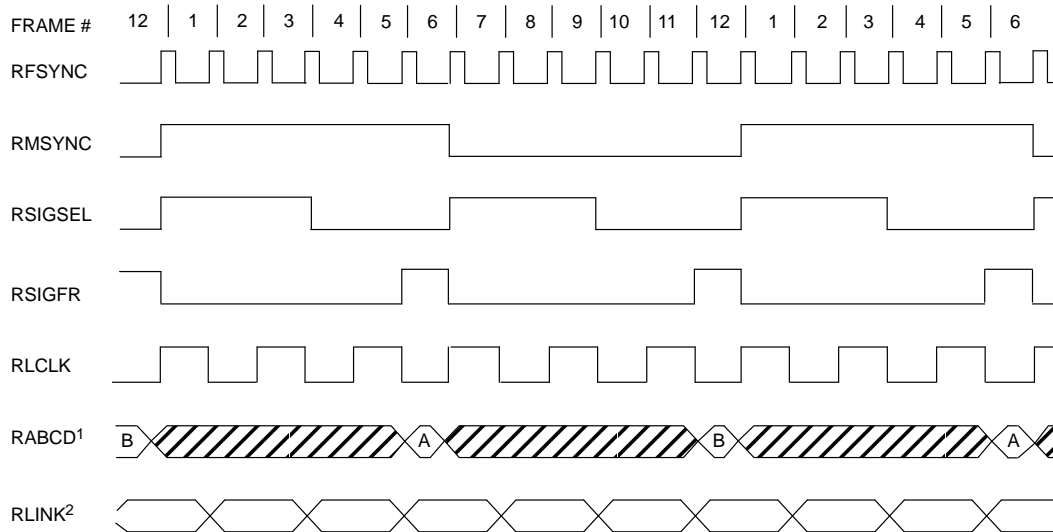 FRAME # 12 1 2 3 4 5 6 7 8 9 10 11 12 1 2 3 4 5 6
RFSYNC
RMSYNC
RSIGSEL
RSIGFR
RLCLK
RABCD1 B A B A
RLINK2